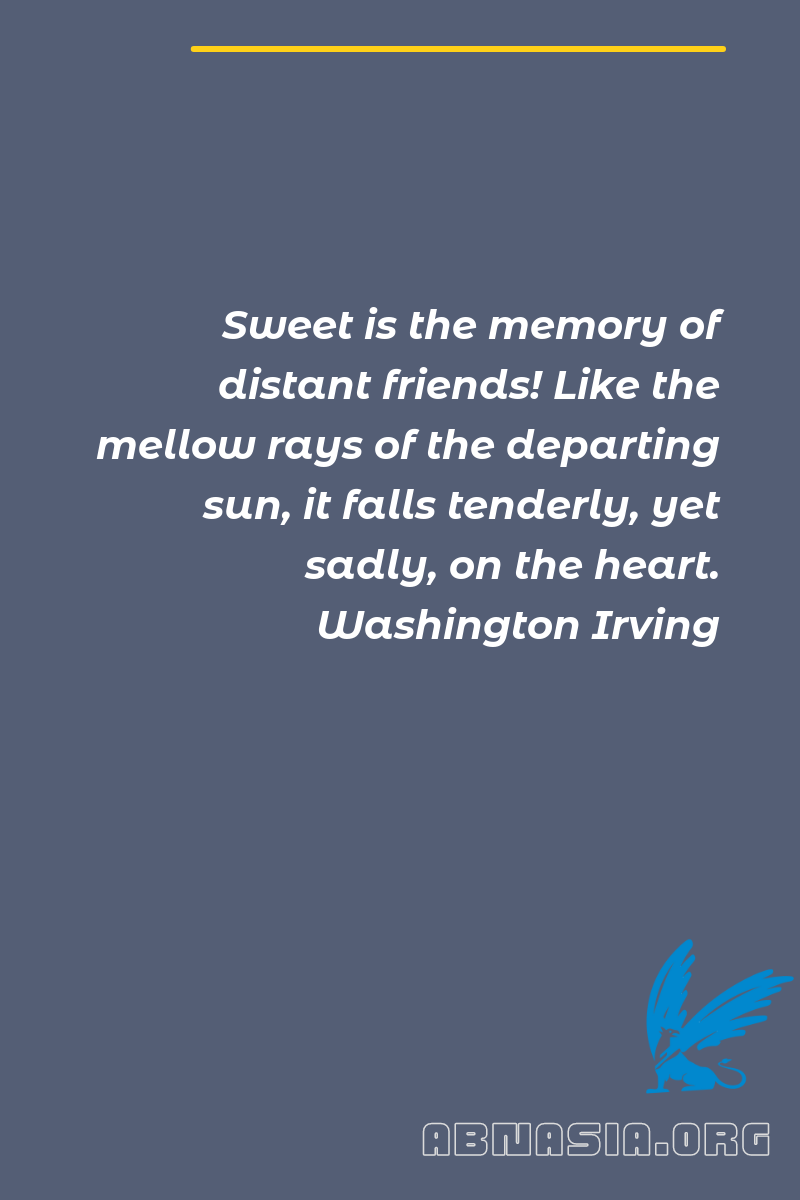 Sweet is the memory of
distant friends! Like the
mellow rays of the departing
sun, it falls tenderly, yet
sadly, on the heart.
Washington Irving
ABNASIA.ORG